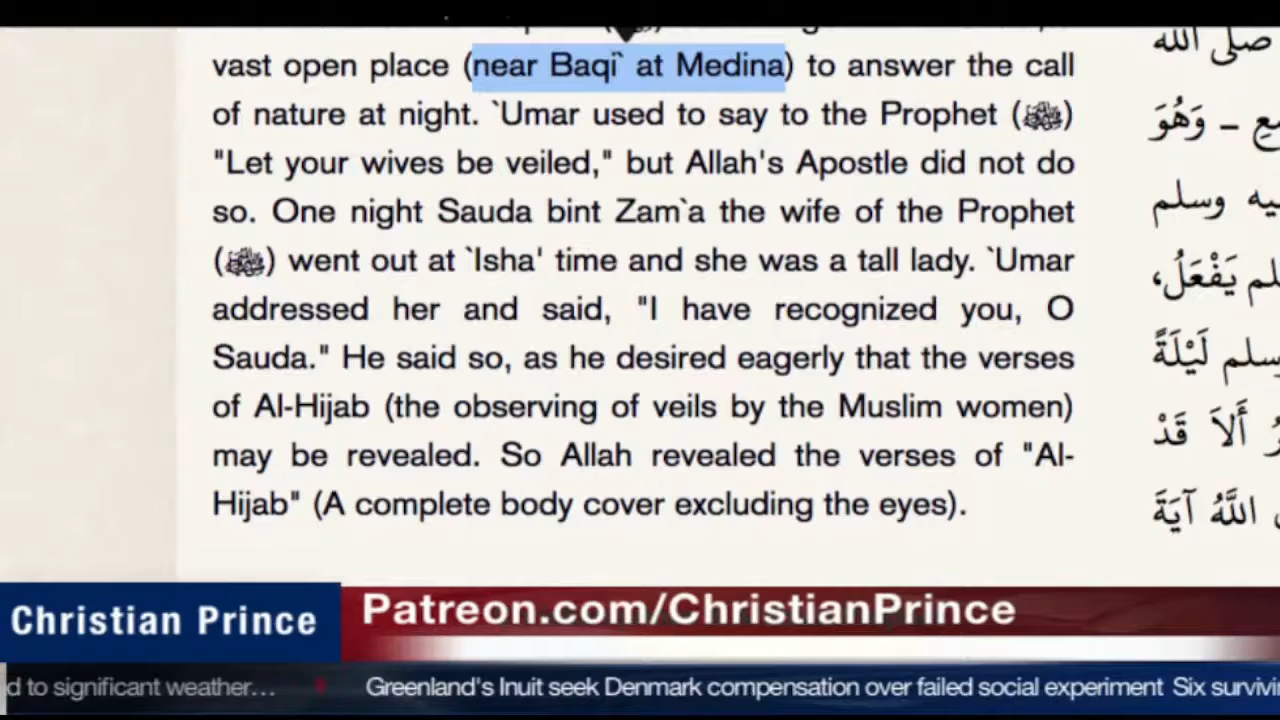 vast open place (near Baqi` at Medina) to answer the call
of nature at night. `Umar used to say to the Prophet (ﷺ)
"Let your wives be veiled," but Allah's Apostle did not do
so. One night Sauda bint Zam`a the wife of the Prophet
(ﷺ) went out at `Isha' time and she was a tall lady. `Umar
addressed her and said, "I have recognized you, O
Sauda." He said so, as he desired eagerly that the verses
of Al-Hijab (the observing of veils by the Muslim women)
may be revealed. So Allah revealed the verses of "Al-
Hijab" (A complete body cover excluding the eyes).
صلى الله
ـ وَهُوَ
وسلم
يَفْعَلُ،
لَيْلَةً
أَلاَ قَدْ
اللَّهُ آيَةَ
Christian Prince
Patreon.com/ChristianPrince
to significant weather... Greenland's Inuit seek Denmark compensation over failed social experiment Six